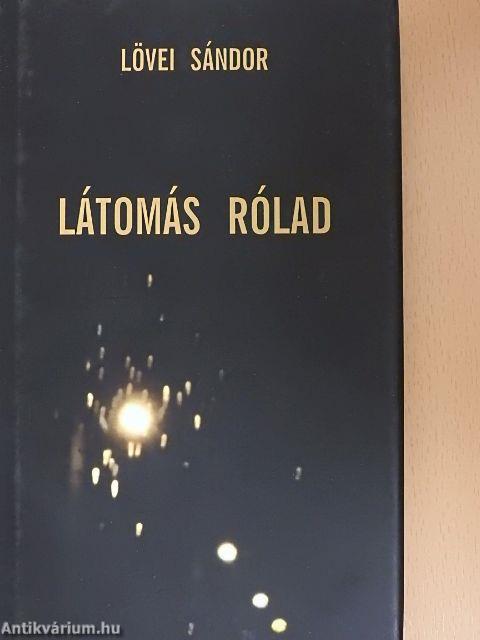 LÖVEI SÁNDOR
LÁTOMÁS RÓLAD
Antikvárium.hu